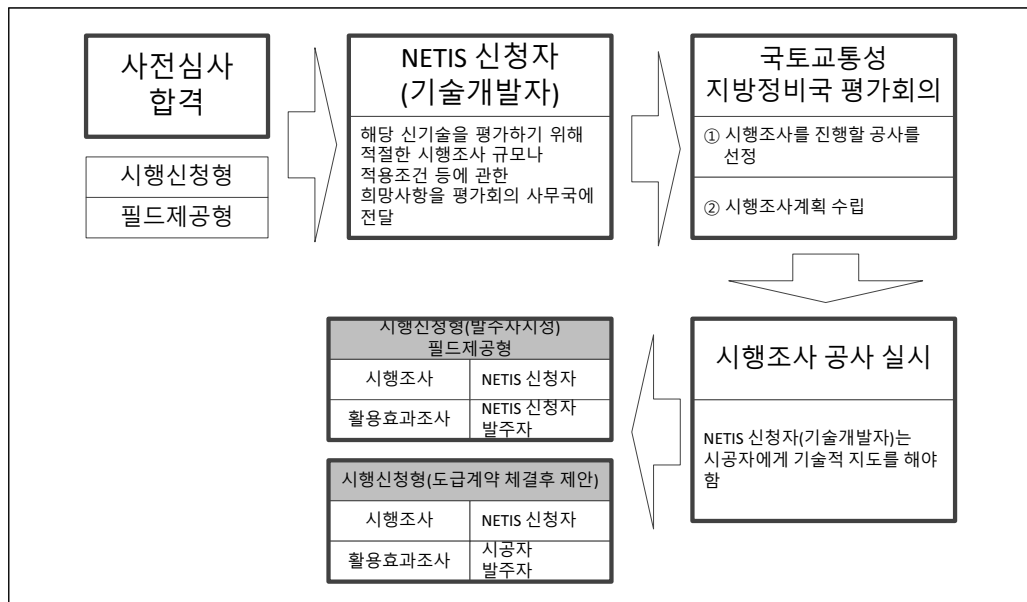 사전심사
합격
시행신청형
필드제공형
NETIS 신청자
(기술개발자)
해당 신기술을 평가하기 위해
적절한 시행조사 규모나
적용조건 등에 관한
희망사항을 평가회의 사무국에
전달
국토교통성
지방정비국 평가회의
① 시행조사를 진행할 공사를
선정
② 시행조사계획 수립
시행조사 공사 실시
NETIS 신청자(기술개발자)는
시공자에게 기술적 지도를 해야
함
시행신청형(발주자지정)
필드제공형
시행조사 NETIS 신청자
활용효과조사 NETIS 신청자
발주자
시행신청형(도급계약 체결후 제안)
시행조사 NETIS 신청자
활용효과조사 시공자
발주자